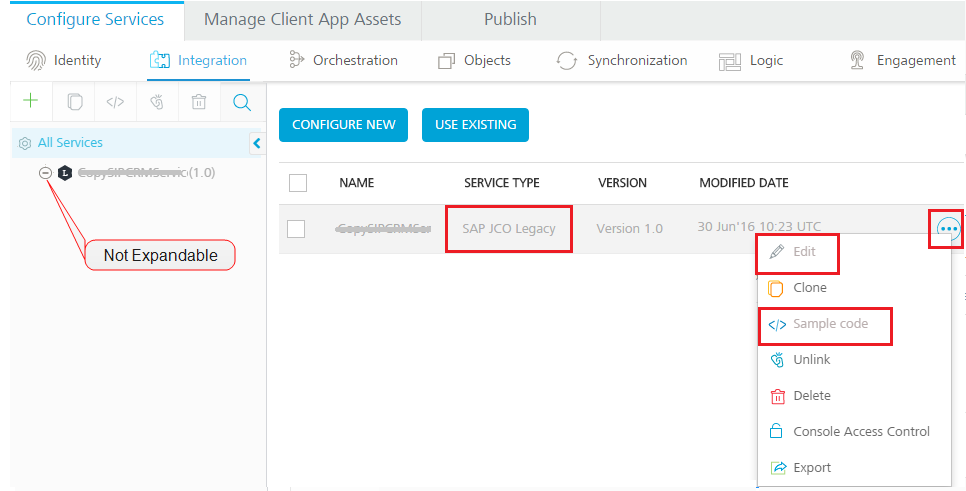 Configure Services Manage Client App Assets Publish
Identity Integration Orchestration Objects Synchronization Logic Engagement
All Services
CopySIPCRMServic(1.0)
Not Expandable
CONFIGURE NEW USE EXISTING
NAME SERVICE TYPE VERSION MODIFIED DATE
CopySIPCRMSer SAP JCO Legacy Version 1.0 30 Jun'16 10:23 UTC
Edit
Clone
Sample code
Unlink
Delete
Console Access Control
Export